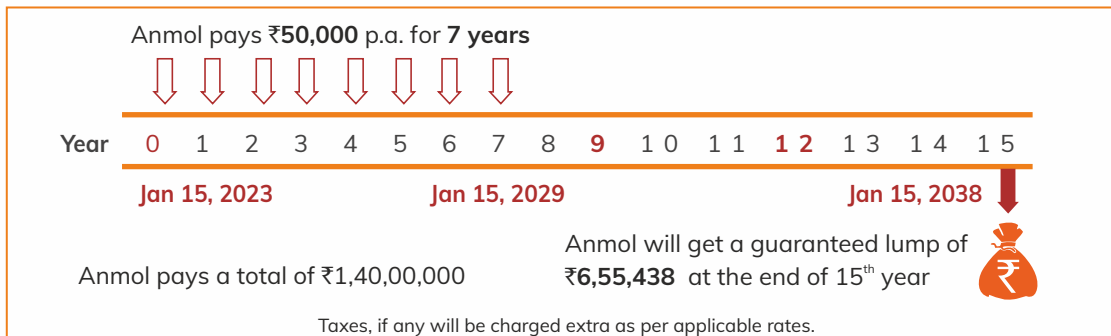 Anmol pays ₹50,000 p.a. for 7 years
Year 0 1 2 3 4 5 6 7 8 9 10 11 12 13 14 15
Jan 15, 2023 Jan 15, 2029 Jan 15, 2038
Anmol will get a guaranteed lump of
Anmol pays a total of ₹1,40,00,000
₹6,55,438 at the end of 15th year
₹
Taxes, if any will be charged extra as per applicable rates.